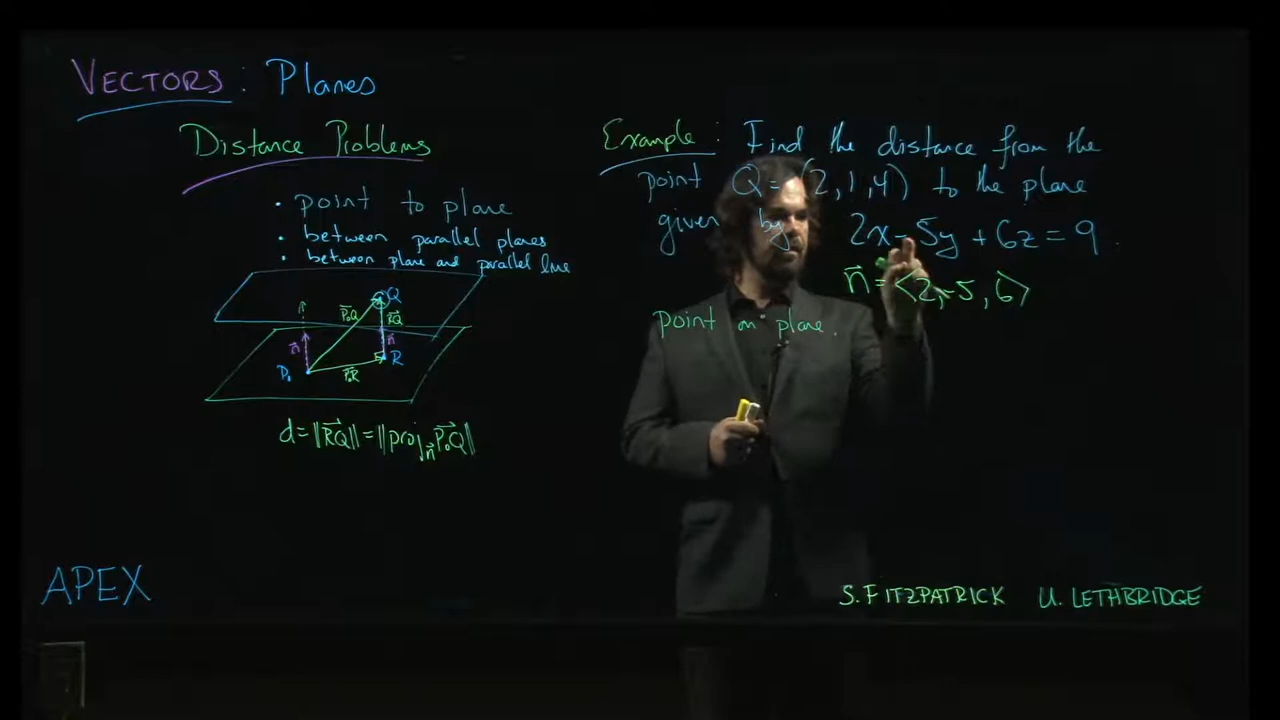 VECTORS: Planes
Distance Problems
• point to plane
• between parallel planes
• between plane and parallel line
Q
P₀Q
RQ
n⃗
n⃗
P₀
R
P₀R
d = ||RQ|| = ||proj_n⃗ P₀Q||
Example: Find the distance from the
point Q = (2, 1, 4) to the plane
given by 2x - 5y + 6z = 9.
n⃗ = <2, -5, 6>
point on plane.
APEX
S. FITZPATRICK U. LETHBRIDGE